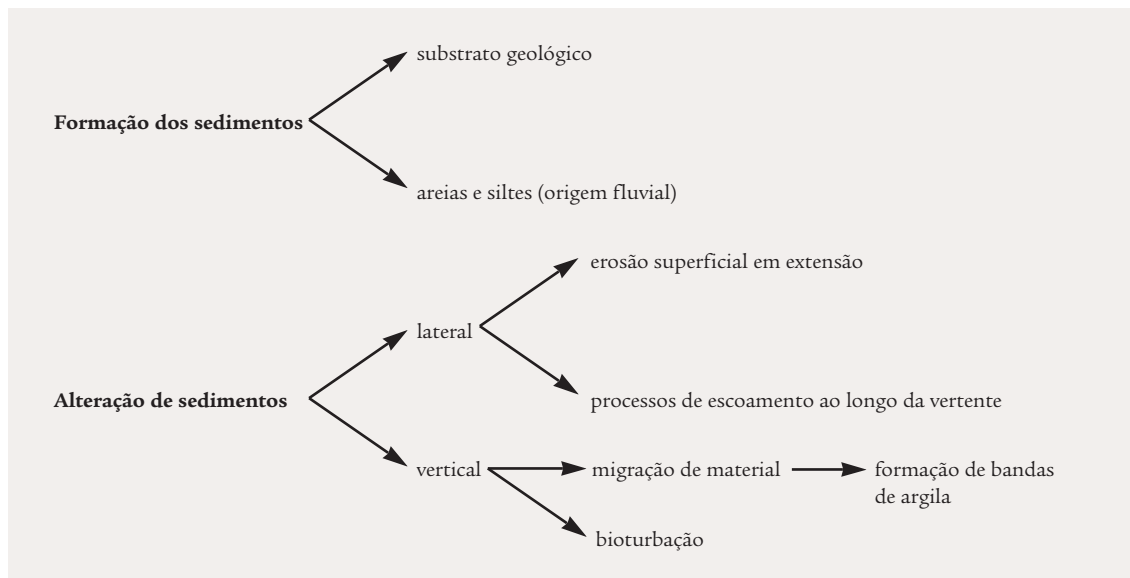 substrato geológico
Formação dos sedimentos
areias e siltes (origem fluvial)
erosão superficial em extensão
lateral
Alteração de sedimentos
processos de escoamento ao longo da vertente
vertical
migração de material
formação de bandas
de argila
bioturbação